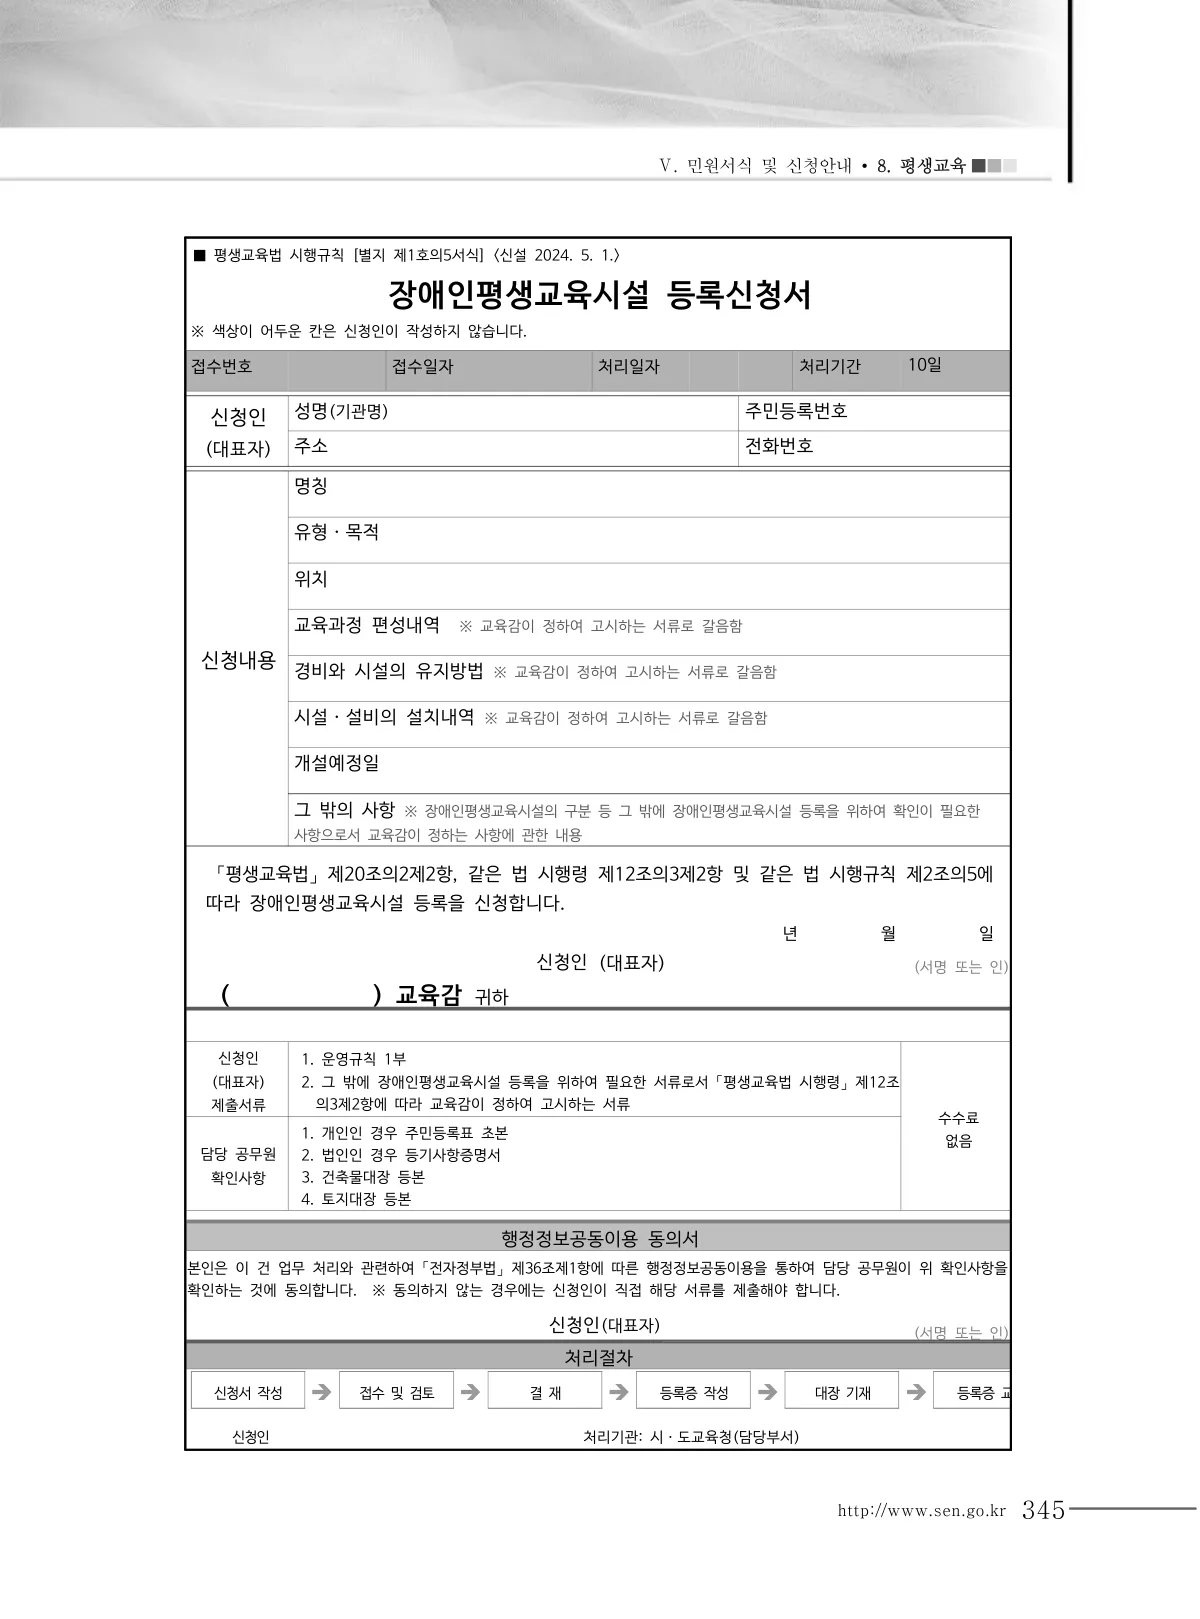 Ⅴ. 민원서식 및 신청안내 • 8. 평생교육
■ 평생교육법 시행규칙 [별지 제1호의5서식] <신설 2024. 5. 1.>
장애인평생교육시설 등록신청서
※ 색상이 어두운 칸은 신청인이 작성하지 않습니다.
접수번호 접수일자 처리일자 처리기간 10일
신청인
(대표자)
성명(기관명) 주민등록번호
주소 전화번호
신청내용
명칭
유형·목적
위치
교육과정 편성내역 ※ 교육감이 정하여 고시하는 서류로 갈음함
경비와 시설의 유지방법 ※ 교육감이 정하여 고시하는 서류로 갈음함
시설·설비의 설치내역 ※ 교육감이 정하여 고시하는 서류로 갈음함
개설예정일
그 밖의 사항 ※ 장애인평생교육시설의 구분 등 그 밖에 장애인평생교육시설 등록을 위하여 확인이 필요한
사항으로서 교육감이 정하는 사항에 관한 내용
「평생교육법」제20조의2제2항, 같은 법 시행령 제12조의3제2항 및 같은 법 시행규칙 제2조의5에
따라 장애인평생교육시설 등록을 신청합니다.
년 월 일
신청인 (대표자) (서명 또는 인)
( ) 교육감 귀하
신청인
(대표자)
제출서류
1. 운영규칙 1부
2. 그 밖에 장애인평생교육시설 등록을 위하여 필요한 서류로서「평생교육법 시행령」제12조
의3제2항에 따라 교육감이 정하여 고시하는 서류
수수료
없음
담당 공무원
확인사항
1. 개인인 경우 주민등록표 초본
2. 법인인 경우 등기사항증명서
3. 건축물대장 등본
4. 토지대장 등본
행정정보공동이용 동의서
본인은 이 건 업무 처리와 관련하여「전자정부법」제36조제1항에 따른 행정정보공동이용을 통하여 담당 공무원이 위 확인사항을
확인하는 것에 동의합니다. ※ 동의하지 않는 경우에는 신청인이 직접 해당 서류를 제출해야 합니다.
신청인(대표자) (서명 또는 인)
처리절차
신청서 작성 ➔ 접수 및 검토 ➔ 결 재 ➔ 등록증 작성 ➔ 대장 기재 ➔ 등록증
신청인 처리기관: 시·도교육청(담당부서)
http://www.sen.go.kr 345